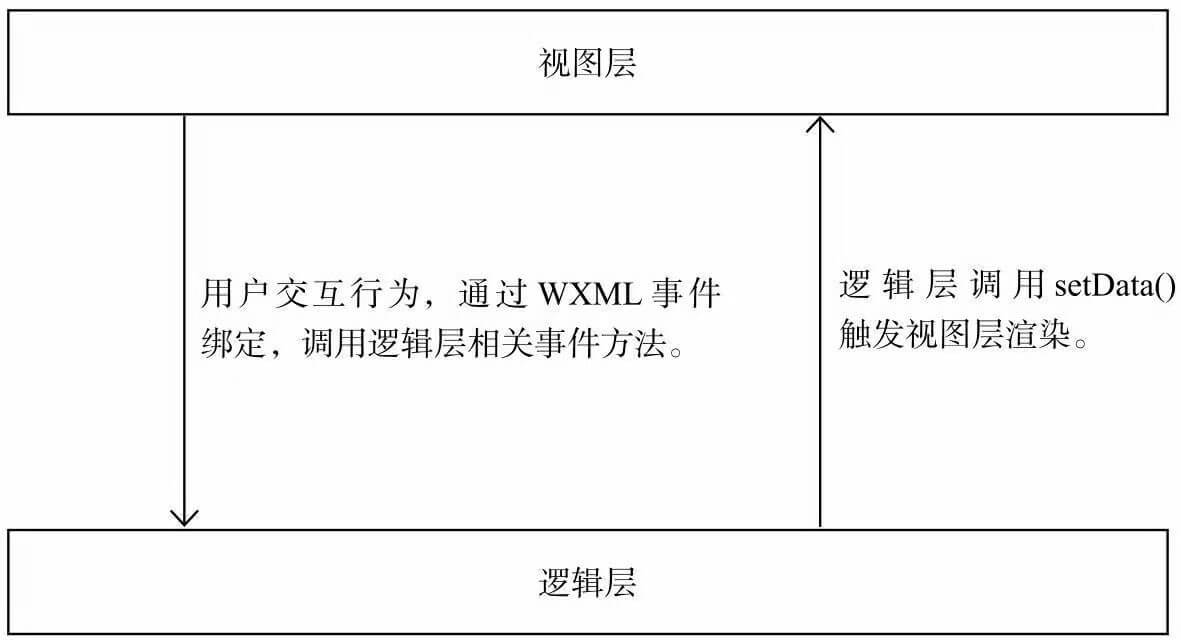 视图层
用户交互行为，通过 WXML 事件
绑定，调用逻辑层相关事件方法。
逻辑层调用 setData()
触发视图层渲染。
逻辑层